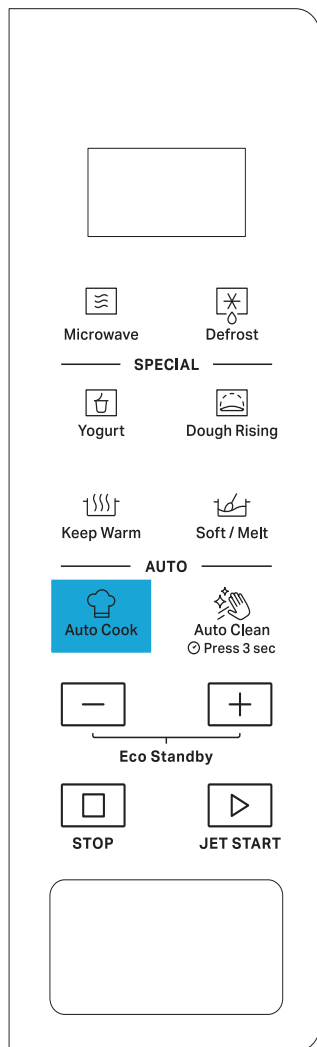 Microwave Defrost
SPECIAL
Yogurt Dough Rising
Keep Warm Soft / Melt
AUTO
Auto Cook Auto Clean
Press 3 sec
Eco Standby
STOP JET START